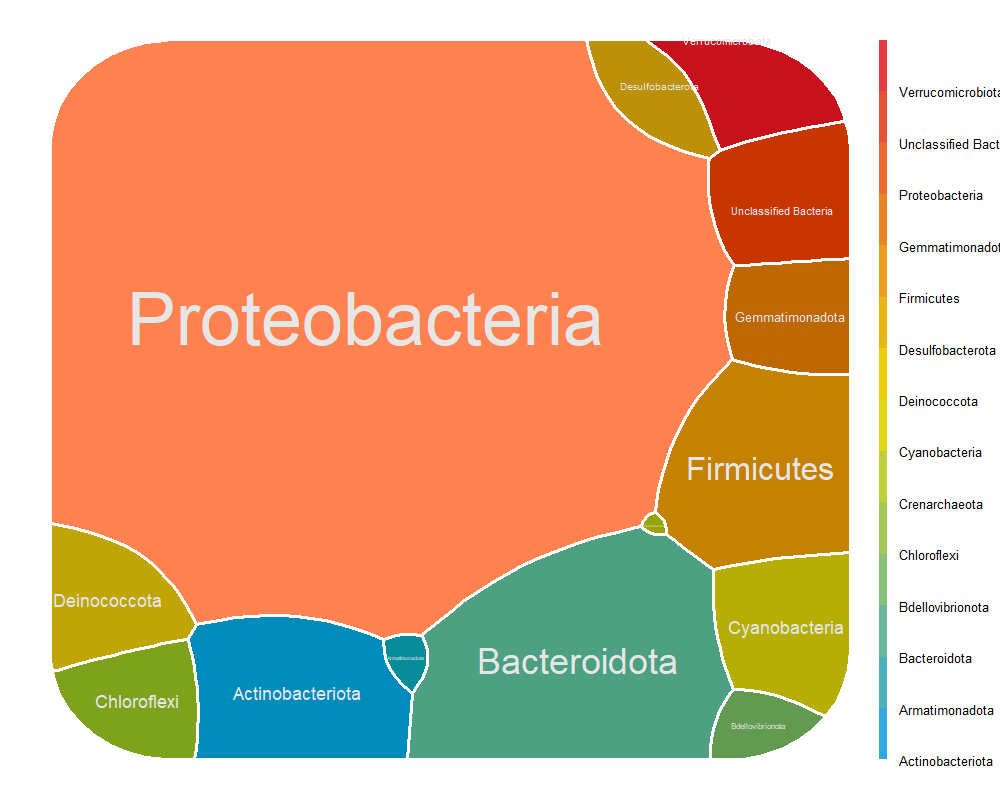 Verrucomicrobiota
Desulfobacterota
Unclassified Bacteria
Proteobacteria
Gemmatimonadota
Firmicutes
Deinococcota
Cyanobacteria
Bacteroidota
Armatimonadota
Actinobacteriota
Chloroflexi
Bdellovibrionota
Verrucomicrobiota
Unclassified Bact
Proteobacteria
Gemmatimonadot
Firmicutes
Desulfobacterota
Deinococcota
Cyanobacteria
Crenarchaeota
Chloroflexi
Bdellovibrionota
Bacteroidota
Armatimonadota
Actinobacteriota